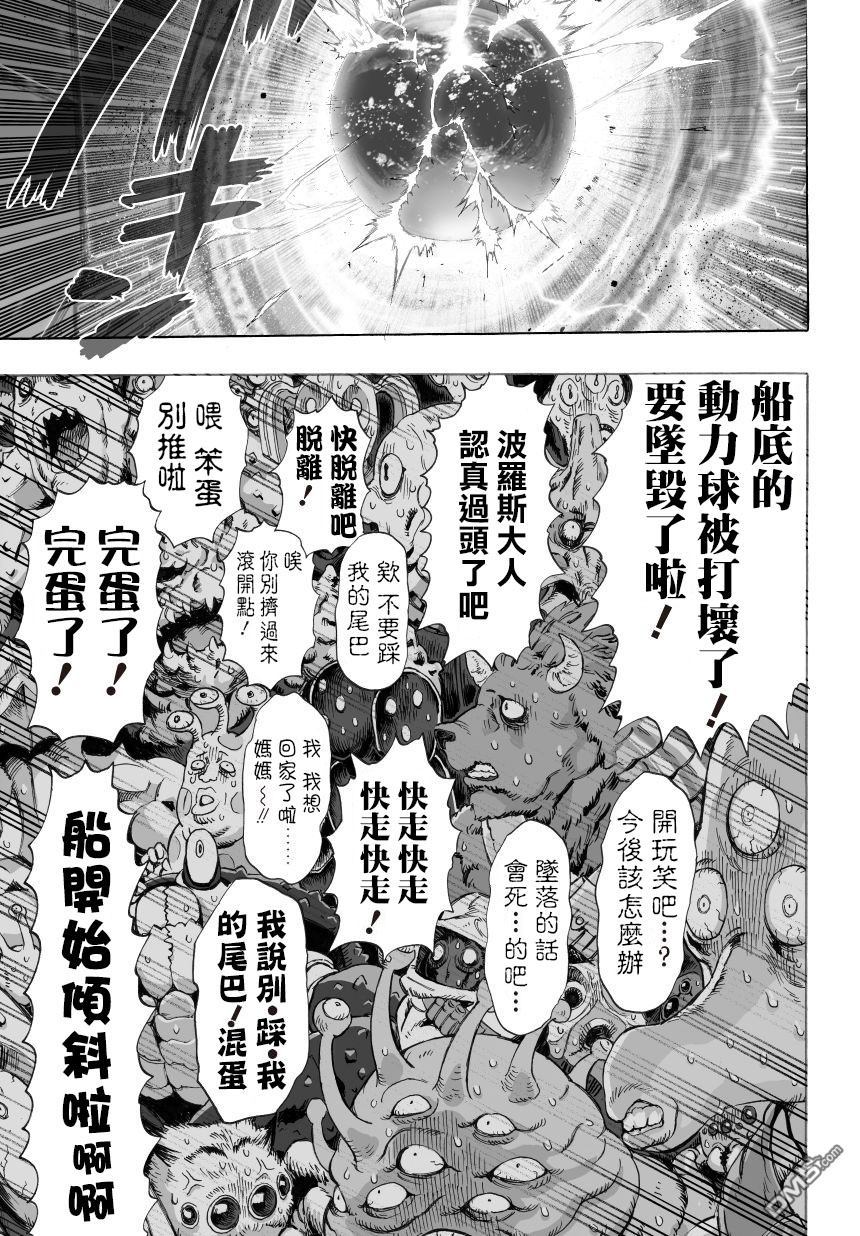 船底的
動力球被打壞了！
要墜毀了啦！
波羅斯大人
認真過頭了吧
快脫離吧
脫離！
喂 笨蛋
別推啦
欸 不要踩
我的尾巴
唉
你別擠過來
滾開點！
完蛋了！
完蛋了！
開玩笑吧…？
今後該怎麼辦
墜落的話
會死…的吧…
快走快走
快走快走！
我 我想
回家了啦……
媽媽～!!
我說別·踩·我
的尾巴！混蛋
船開始傾斜啦啊啊
DM5.com